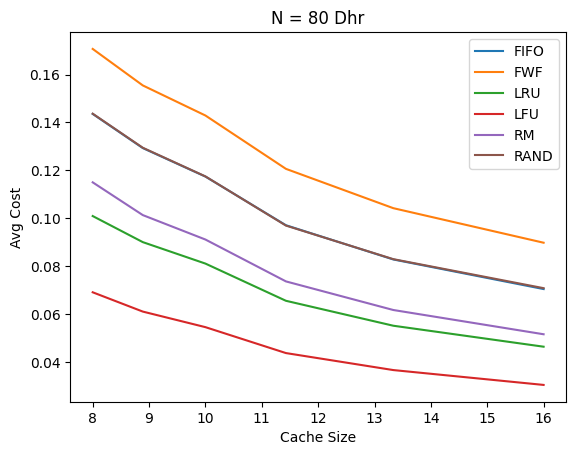 N = 80 Dhr
FIFO
FWF
LRU
LFU
RM
RAND
Avg Cost
0.16
0.14
0.12
0.10
0.08
0.06
0.04
8 9 10 11 12 13 14 15 16
Cache Size